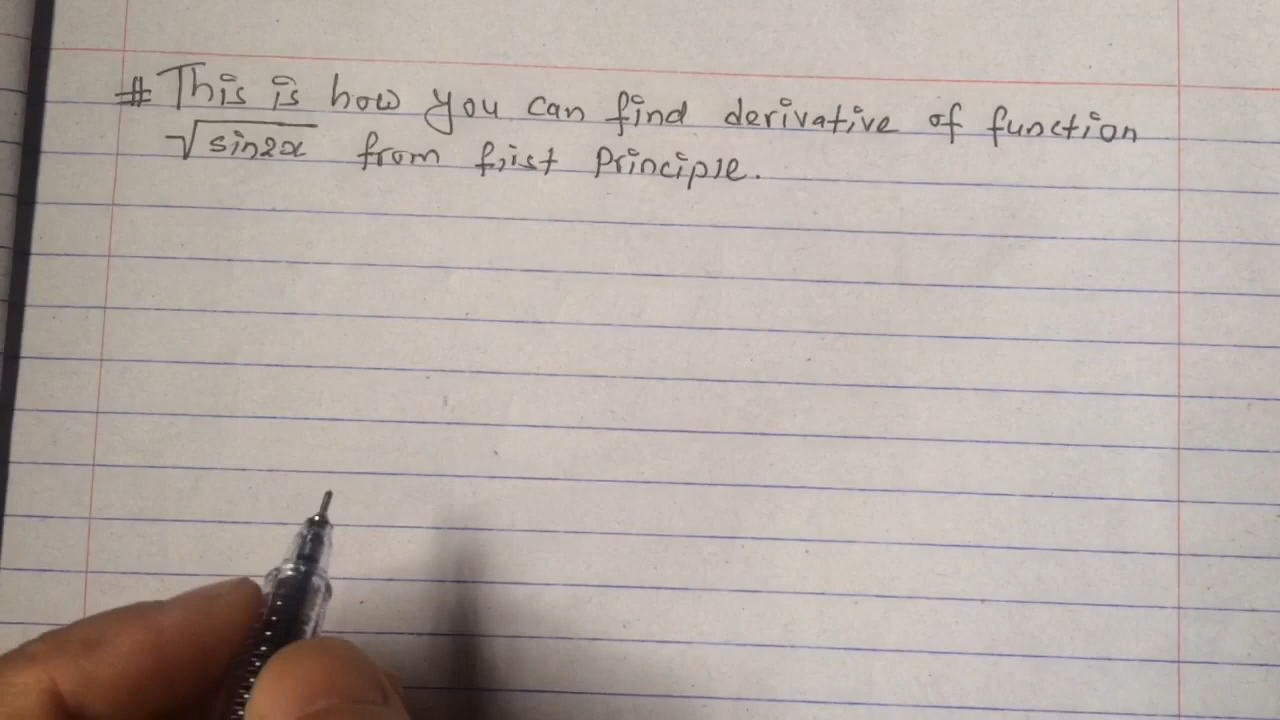 # This is how you can find derivative of function
√sin2x from first principle.